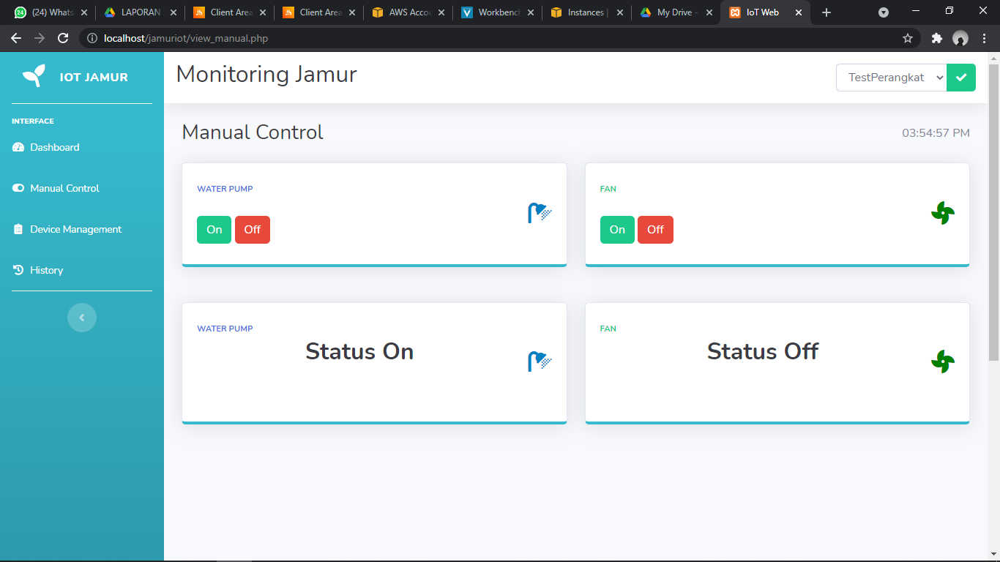 (24) Whats
LAPORAN
Client Area
Client Area
AWS Accou
Workbench
Instances |
My Drive -
IoT Web
localhost/jamuriot/view_manual.php
IOT JAMUR
Monitoring Jamur
TestPerangkat
INTERFACE
Dashboard
Manual Control
Device Management
History
Manual Control
03:54:57 PM
WATER PUMP
On Off
FAN
On Off
WATER PUMP
Status On
FAN
Status Off